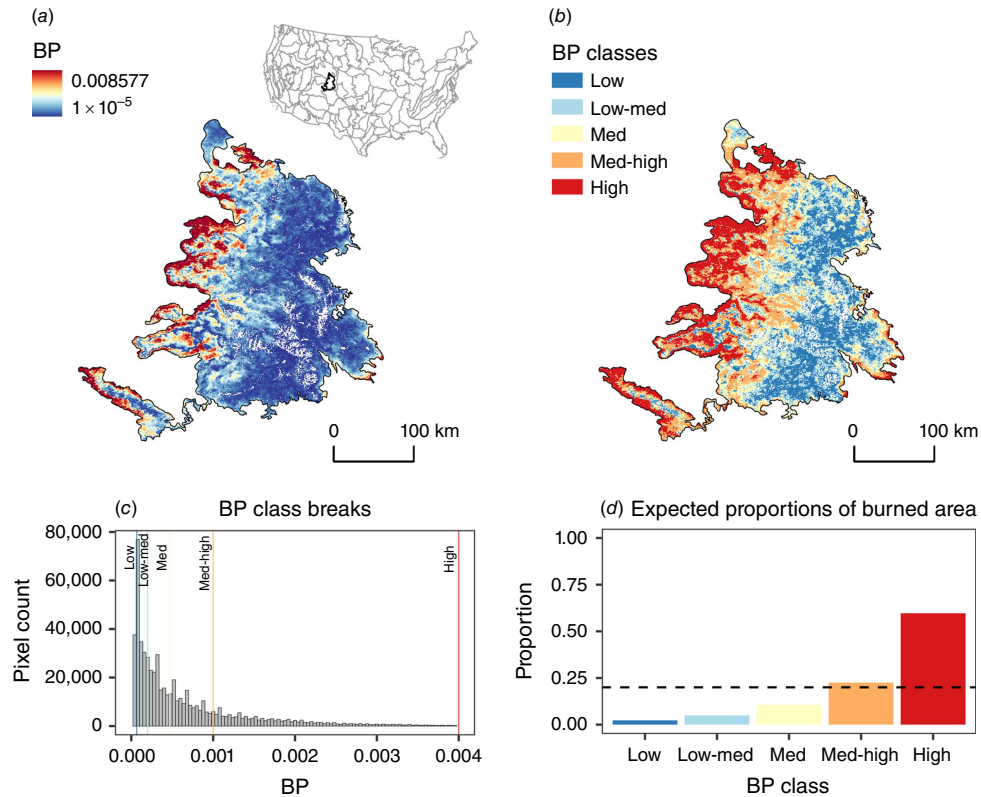 (a)
BP
0.008577
1 × 10⁻⁵
0 100 km
(b)
BP classes
Low
Low-med
Med
Med-high
High
0 100 km
(c) BP class breaks
80,000
60,000
40,000
20,000
0
Pixel count
Low
Low-med
Med
Med-high
High
0.000 0.001 0.002 0.003 0.004
BP
(d) Expected proportions of burned area
1.00
0.75
0.50
0.25
0.00
Proportion
Low Low-med Med Med-high High
BP class